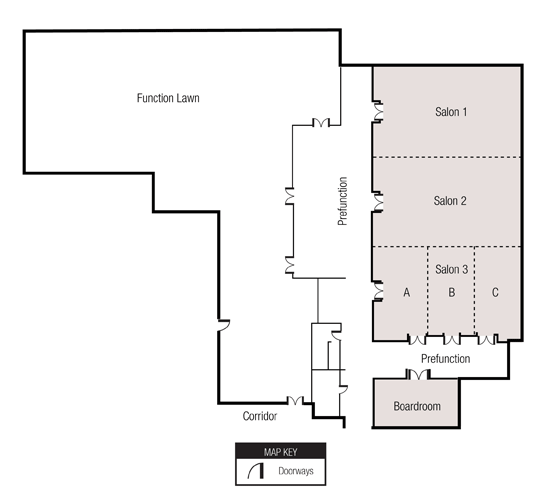 Function Lawn
Salon 1
Prefunction
Salon 2
Salon 3
A
B
C
Prefunction
Boardroom
Corridor
MAP KEY
Doorways